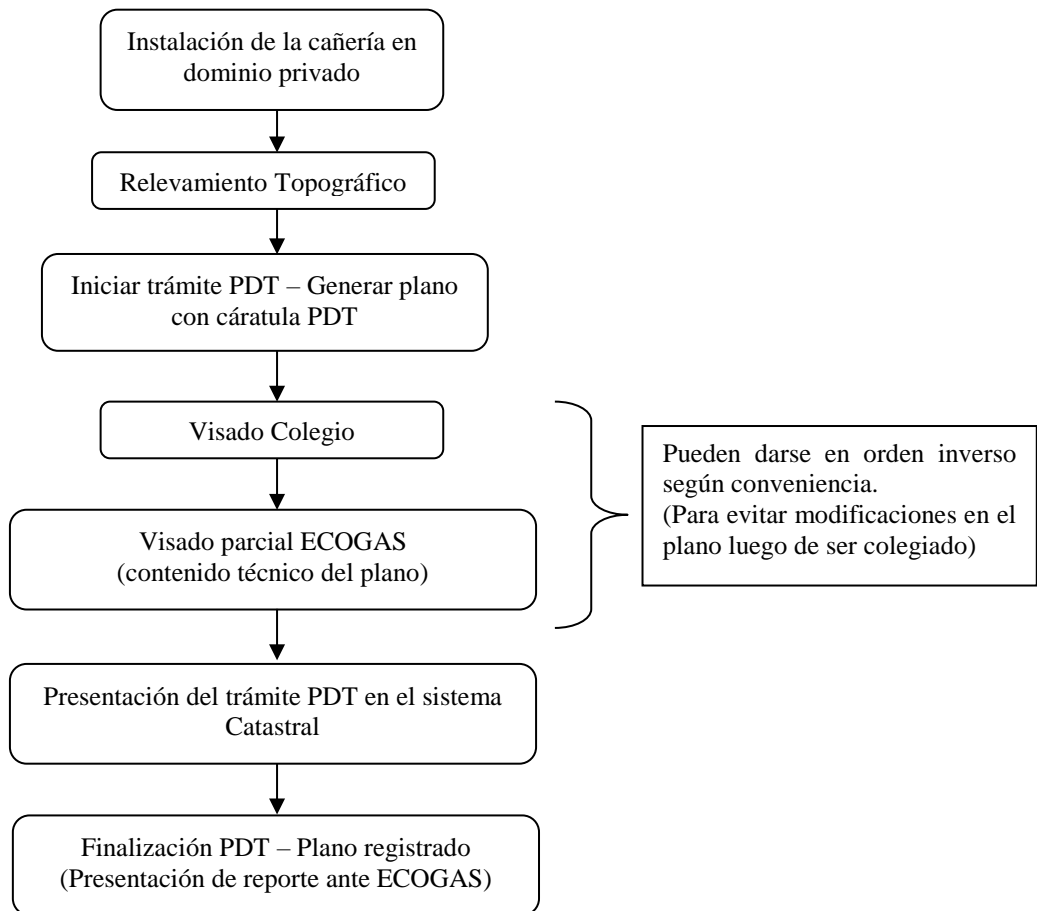 Instalación de la cañería en
dominio privado
Relevamiento Topográfico
Iniciar trámite PDT – Generar plano
con cáratula PDT
Visado Colegio
Visado parcial ECOGAS
(contenido técnico del plano)
Pueden darse en orden inverso
según conveniencia.
(Para evitar modificaciones en el
plano luego de ser colegiado)
Presentación del trámite PDT en el sistema
Catastral
Finalización PDT – Plano registrado
(Presentación de reporte ante ECOGAS)